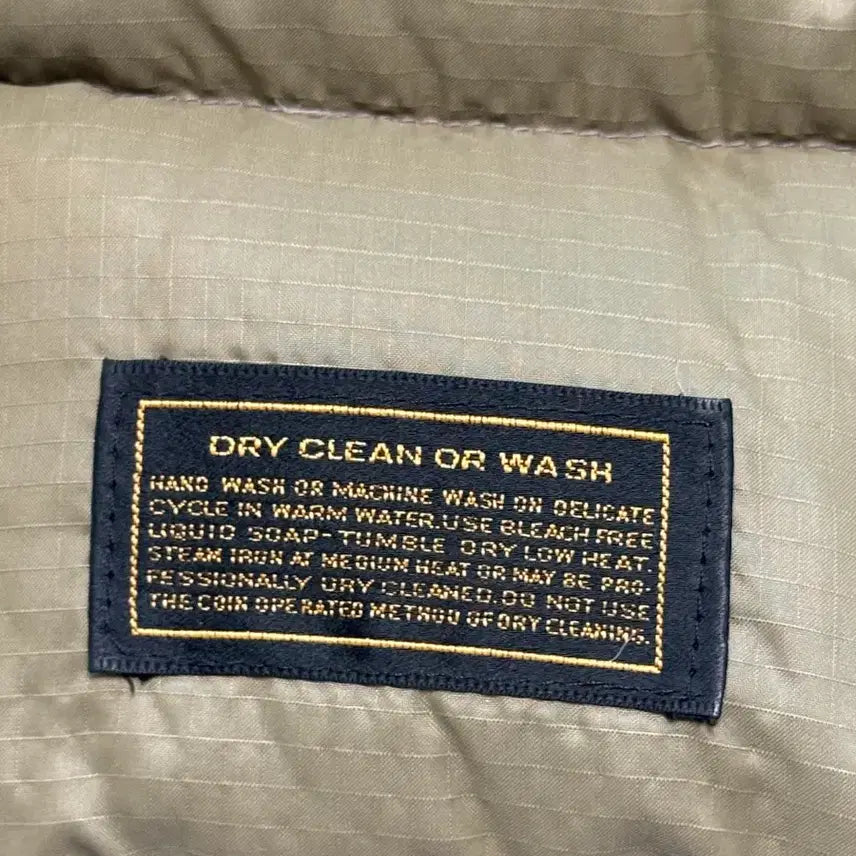 DRY CLEAN OR WASH
HAND WASH OR MACHINE WASH ON DELICATE
CYCLE IN WARM WATER.USE BLEACH FREE
LIQUID SOAP-TUMBLE DRY LOW HEAT.
STEAM IRON AT MEDIUM HEAT OR MAY BE PRO-
FESSIONALLY DRY CLEANED.DO NOT USE
THE COIN OPERATED METHOD OF DRY CLEANING.